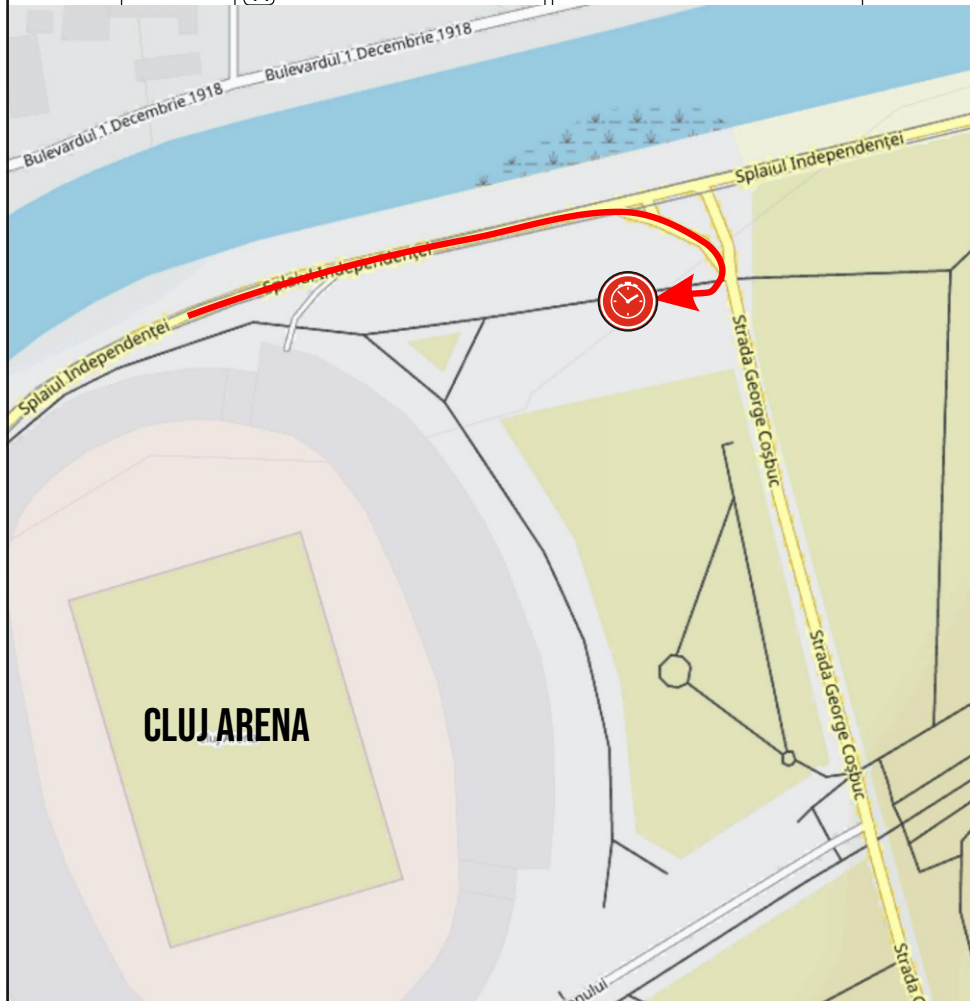 Bulevardul 1 Decembrie 1918
Bulevardul 1 Decembrie 1918
Splaiul Independenței
Splaiul Independenței
Splaiul Independenței
Strada George Coșbuc
Strada George Coșbuc
CLUJ ARENA
Strada